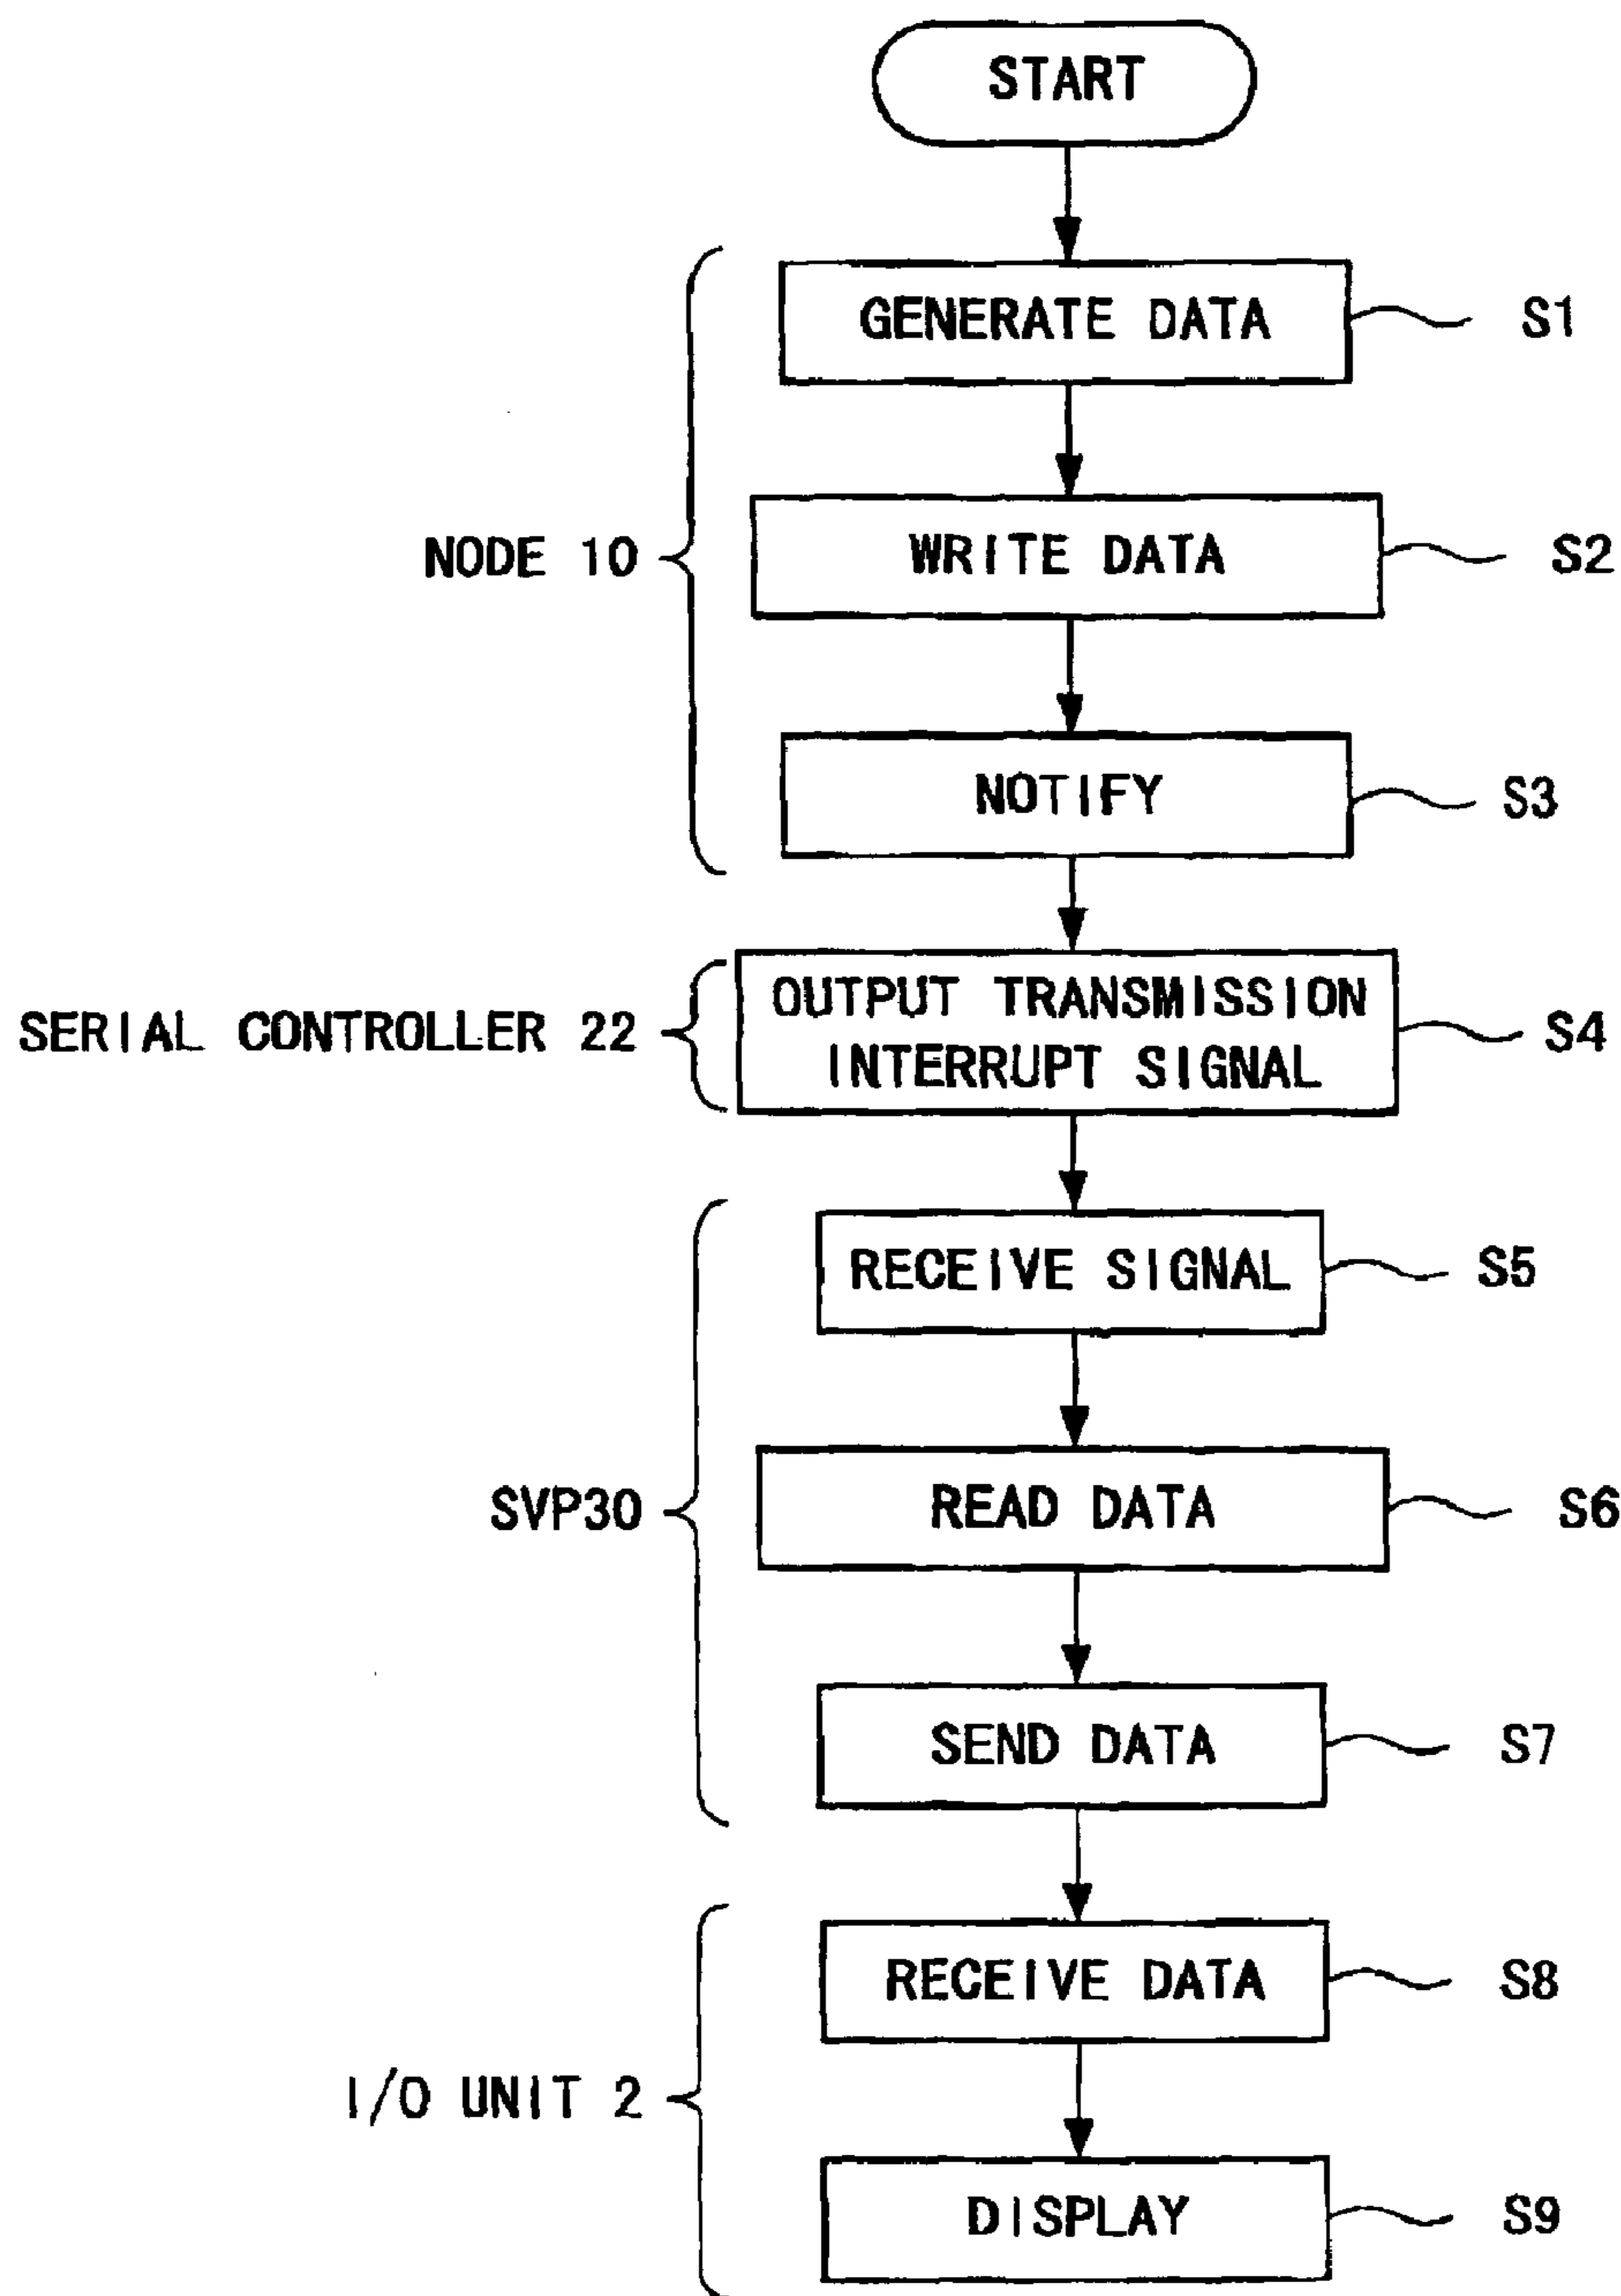 START
GENERATE DATA
S1
NODE 10
WRITE DATA
S2
NOTIFY
S3
SERIAL CONTROLLER 22
OUTPUT TRANSMISSION
INTERRUPT SIGNAL
S4
RECEIVE SIGNAL
S5
SVP30
READ DATA
S6
SEND DATA
S7
RECEIVE DATA
S8
I/O UNIT 2
DISPLAY
S9